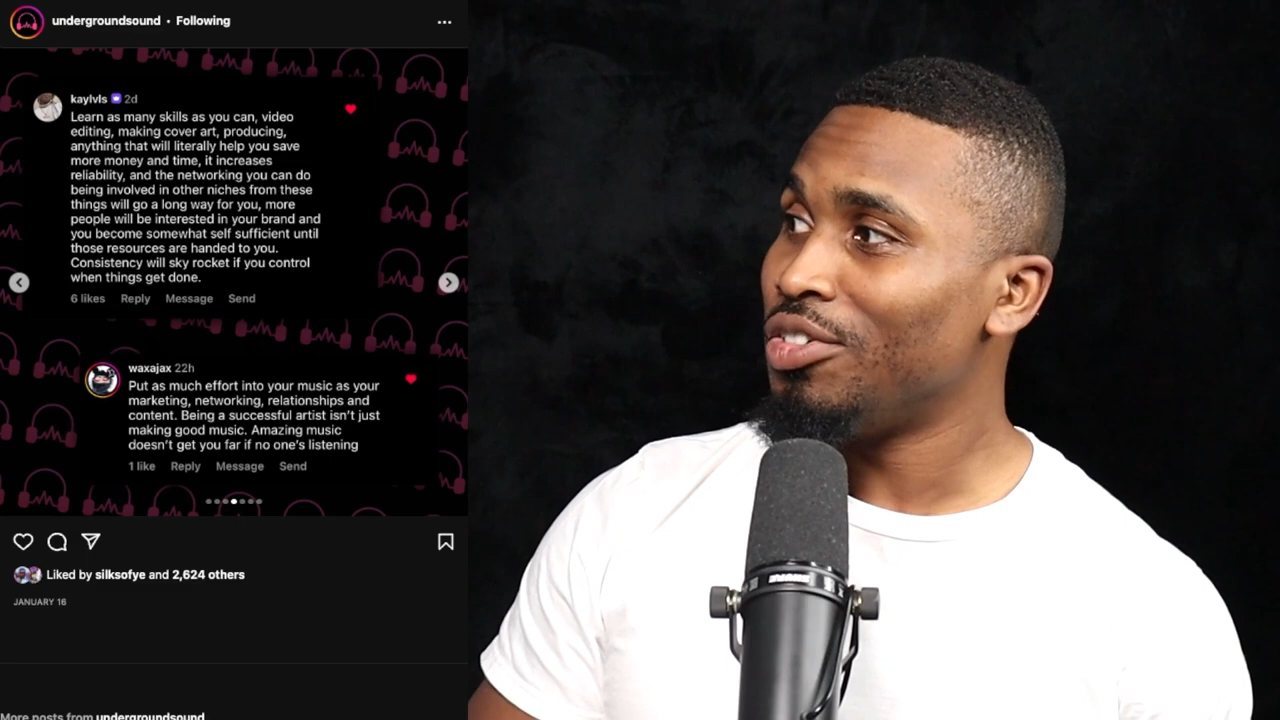 undergroundsound • Following
kaylvls 2d
Learn as many skills as you can, video
editing, making cover art, producing,
anything that will literally help you save
more money and time, it increases
reliability, and the networking you can do
being involved in other niches from these
things will go a long way for you, more
people will be interested in your brand and
you become somewhat self sufficient until
those resources are handed to you.
Consistency will sky rocket if you control
when things get done.
6 likes Reply Message Send
waxajax 22h
Put as much effort into your music as your
marketing, networking, relationships and
content. Being a successful artist isn't just
making good music. Amazing music
doesn't get you far if no one's listening
1 like Reply Message Send
Liked by silksofye and 2,624 others
JANUARY 16
More posts from undergroundsound
SHURE